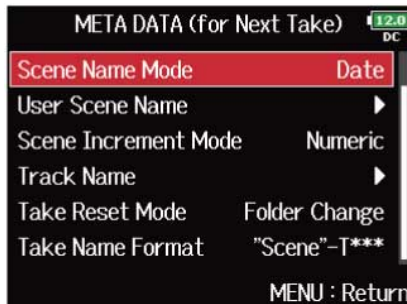 META DATA (for Next Take) 12.0
DC
Scene Name Mode Date
User Scene Name
Scene Increment Mode Numeric
Track Name
Take Reset Mode Folder Change
Take Name Format "Scene"-T***
MENU : Return